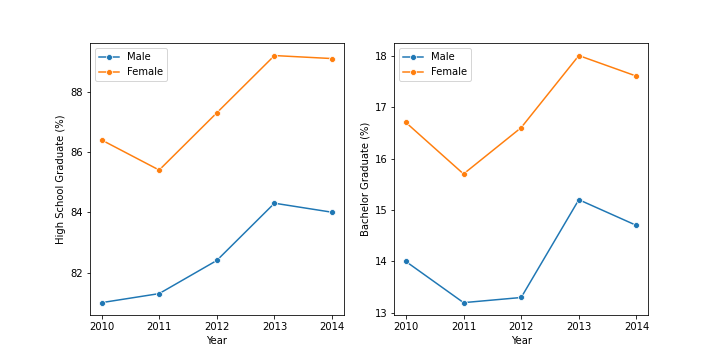 Male
Female
High School Graduate (%)
88
86
84
82
2010 2011 2012 2013 2014
Year
Male
Female
Bachelor Graduate (%)
18
17
16
15
14
13
2010 2011 2012 2013 2014
Year